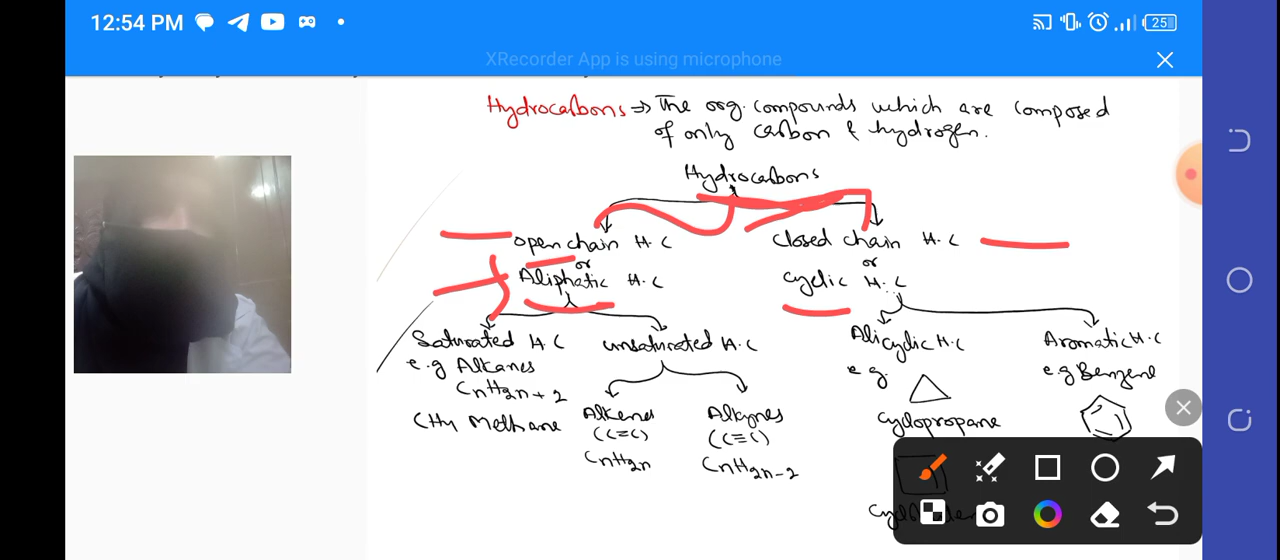 12:54 PM
25
XRecorder App is using microphone
Hydrocarbons ⇒ The org. compounds which are composed
of only carbon & hydrogen.
Hydrocarbons
open chain H.C
or
Aliphatic H.C
Closed chain H.C
or
cyclic H.C
Saturated H.C
e.g Alkanes
CnH2n+2
CH4 Methane
unsaturated H.C
Alkenes
(C=C)
CnH2n
Alkynes
(C≡C)
CnH2n-2
Alicyclic H.C
e.g.
Cyclopropane
Aromatic H.C
e.g Benzene